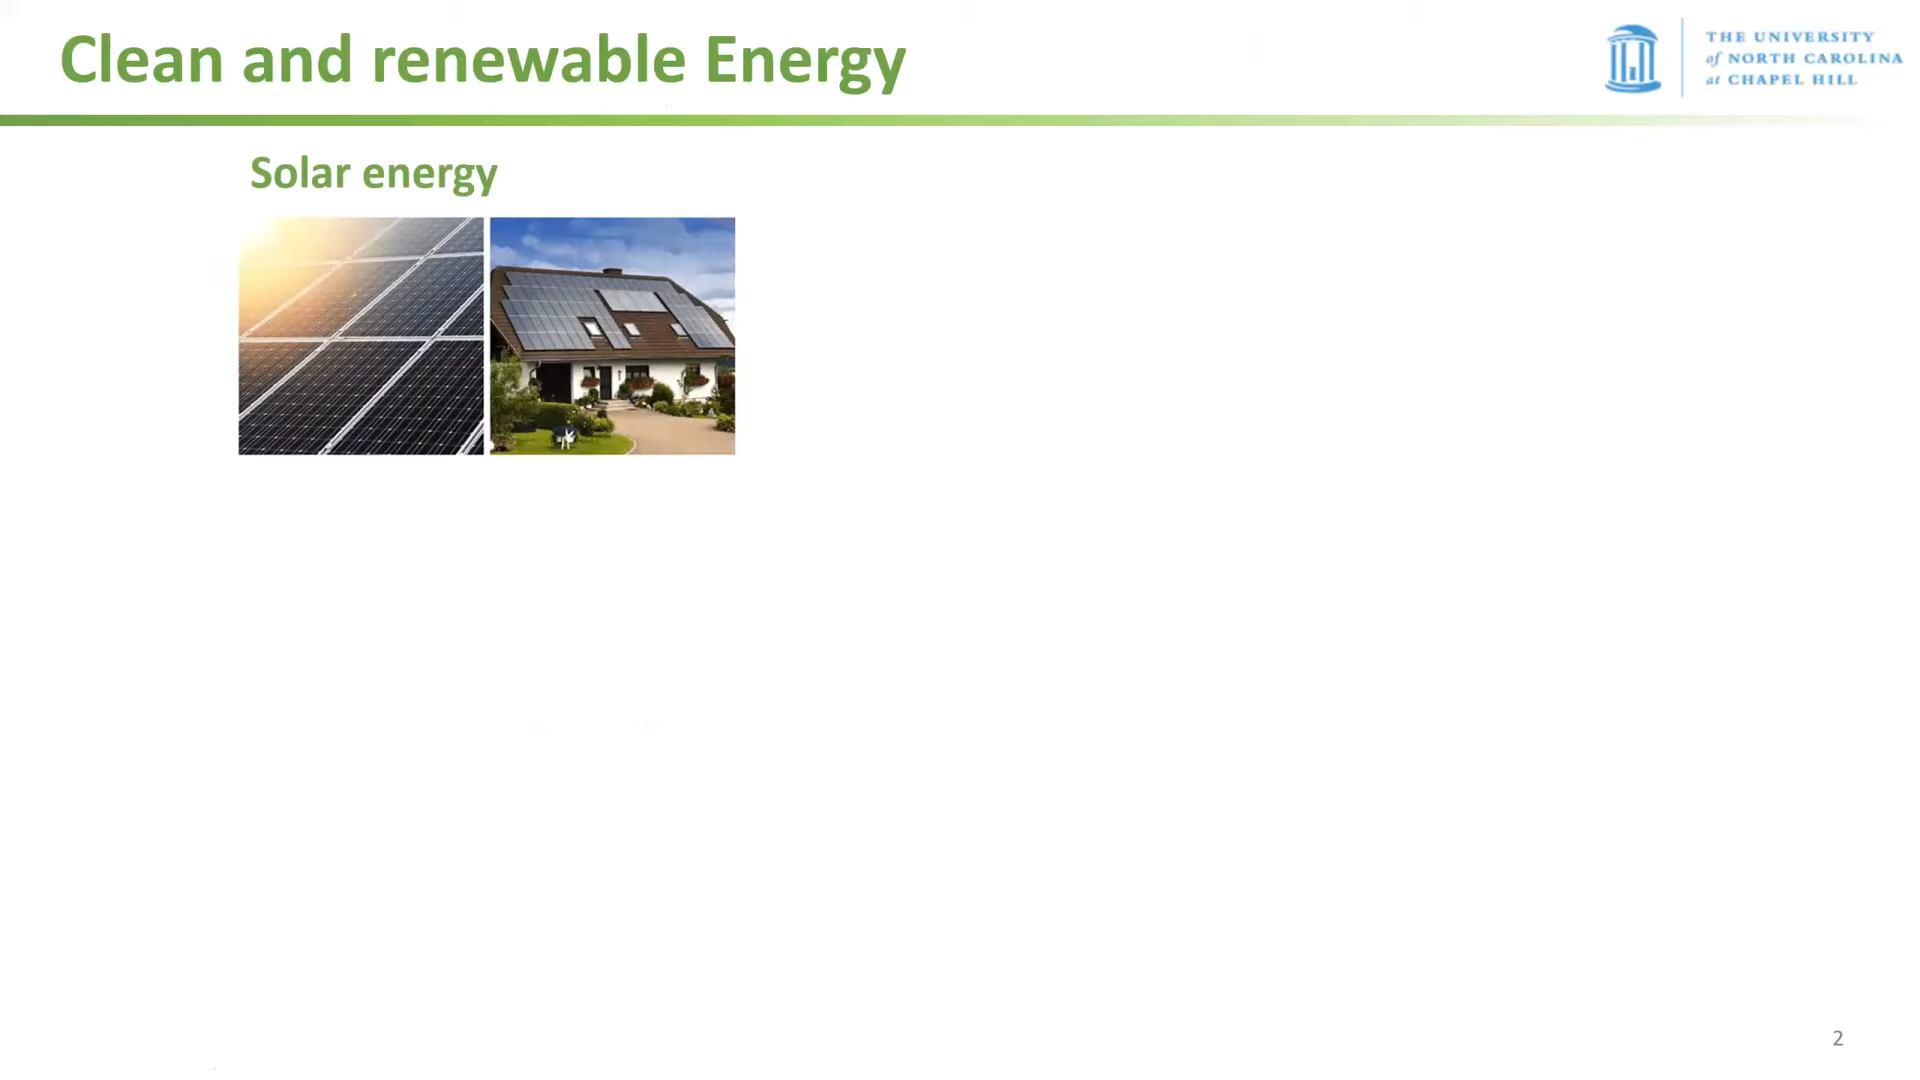 Clean and renewable Energy
THE UNIVERSITY
of NORTH CAROLINA
at CHAPEL HILL
Solar energy
2